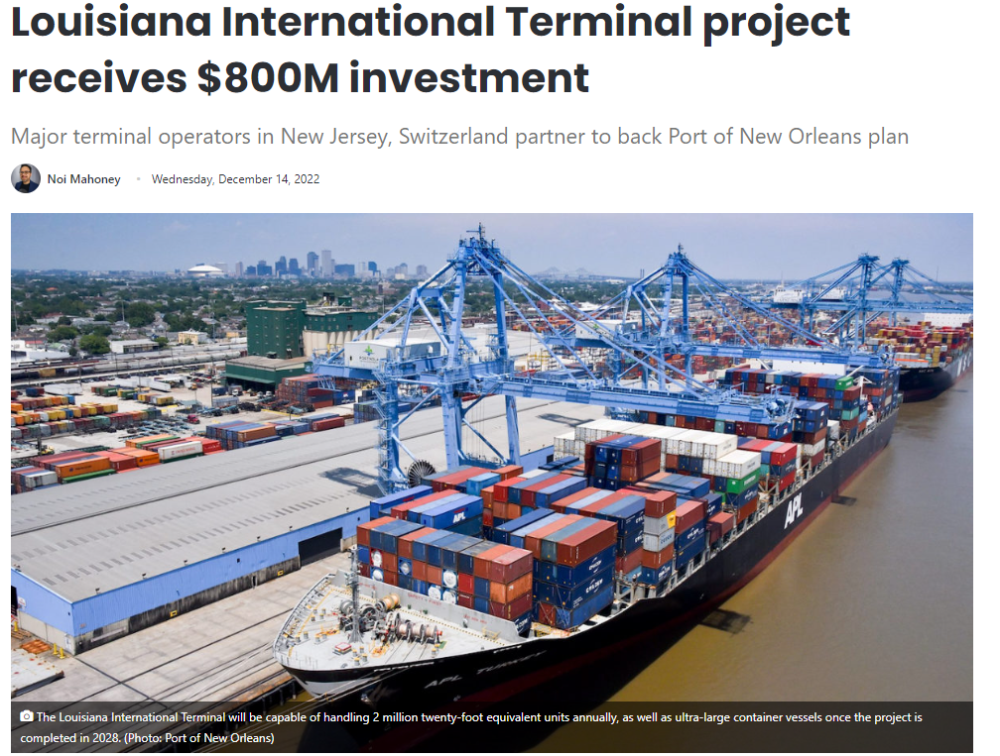 Louisiana International Terminal project
receives $800M investment
Major terminal operators in New Jersey, Switzerland partner to back Port of New Orleans plan
Noi Mahoney • Wednesday, December 14, 2022
APL
APL
APL TURKEY
The Louisiana International Terminal will be capable of handling 2 million twenty-foot equivalent units annually, as well as ultra-large container vessels once the project is
completed in 2028. (Photo: Port of New Orleans)